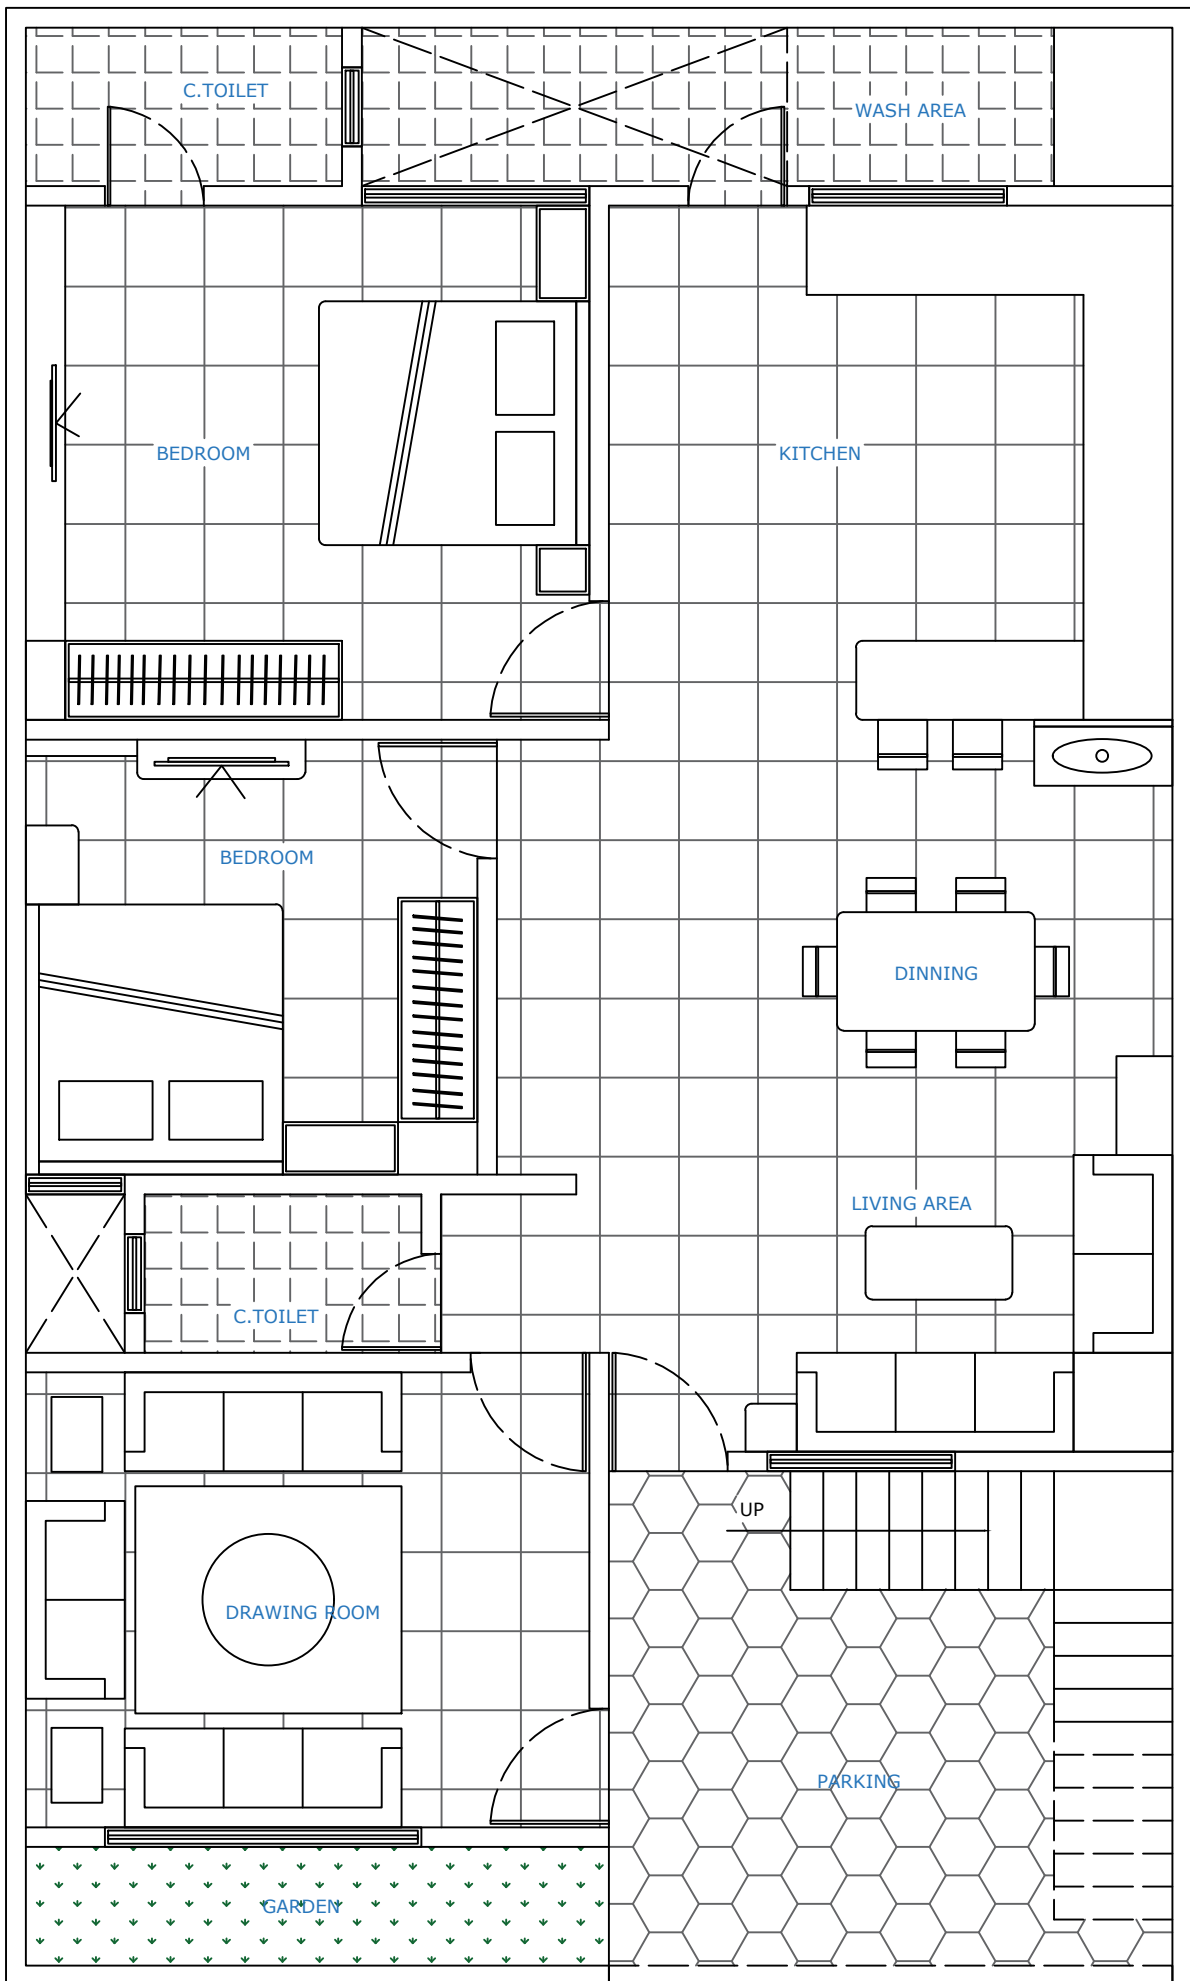 C.TOILET
WASH AREA
BEDROOM
KITCHEN
BEDROOM
DINNING
LIVING AREA
C.TOILET
UP
DRAWING ROOM
PARKING
GARDEN